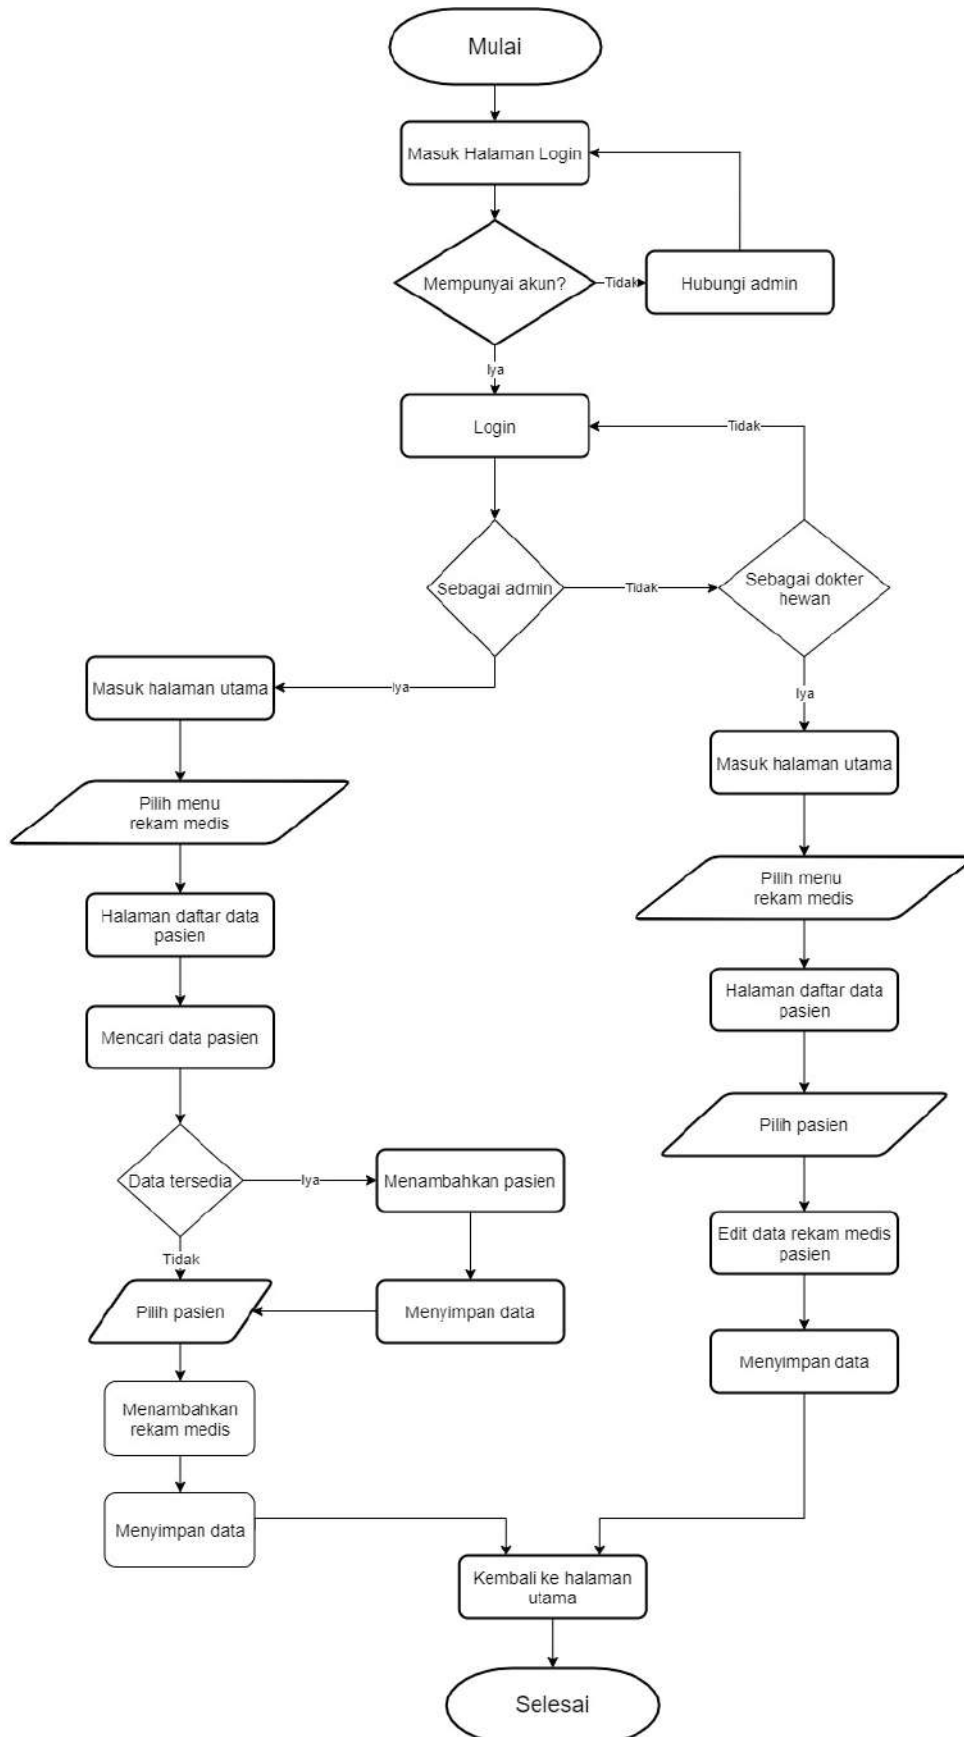 Mulai
Masuk Halaman Login
Mempunyai akun?
Tidak
Hubungi admin
Iya
Login
Tidak
Sebagai admin
Tidak
Sebagai dokter
hewan
Iya
Masuk halaman utama
Pilih menu
rekam medis
Halaman daftar data
pasien
Mencari data pasien
Data tersedia
Iya
Menambahkan pasien
Menyimpan data
Tidak
Pilih pasien
Menambahkan
rekam medis
Menyimpan data
Iya
Masuk halaman utama
Pilih menu
rekam medis
Halaman daftar data
pasien
Pilih pasien
Edit data rekam medis
pasien
Menyimpan data
Kembali ke halaman
utama
Selesai